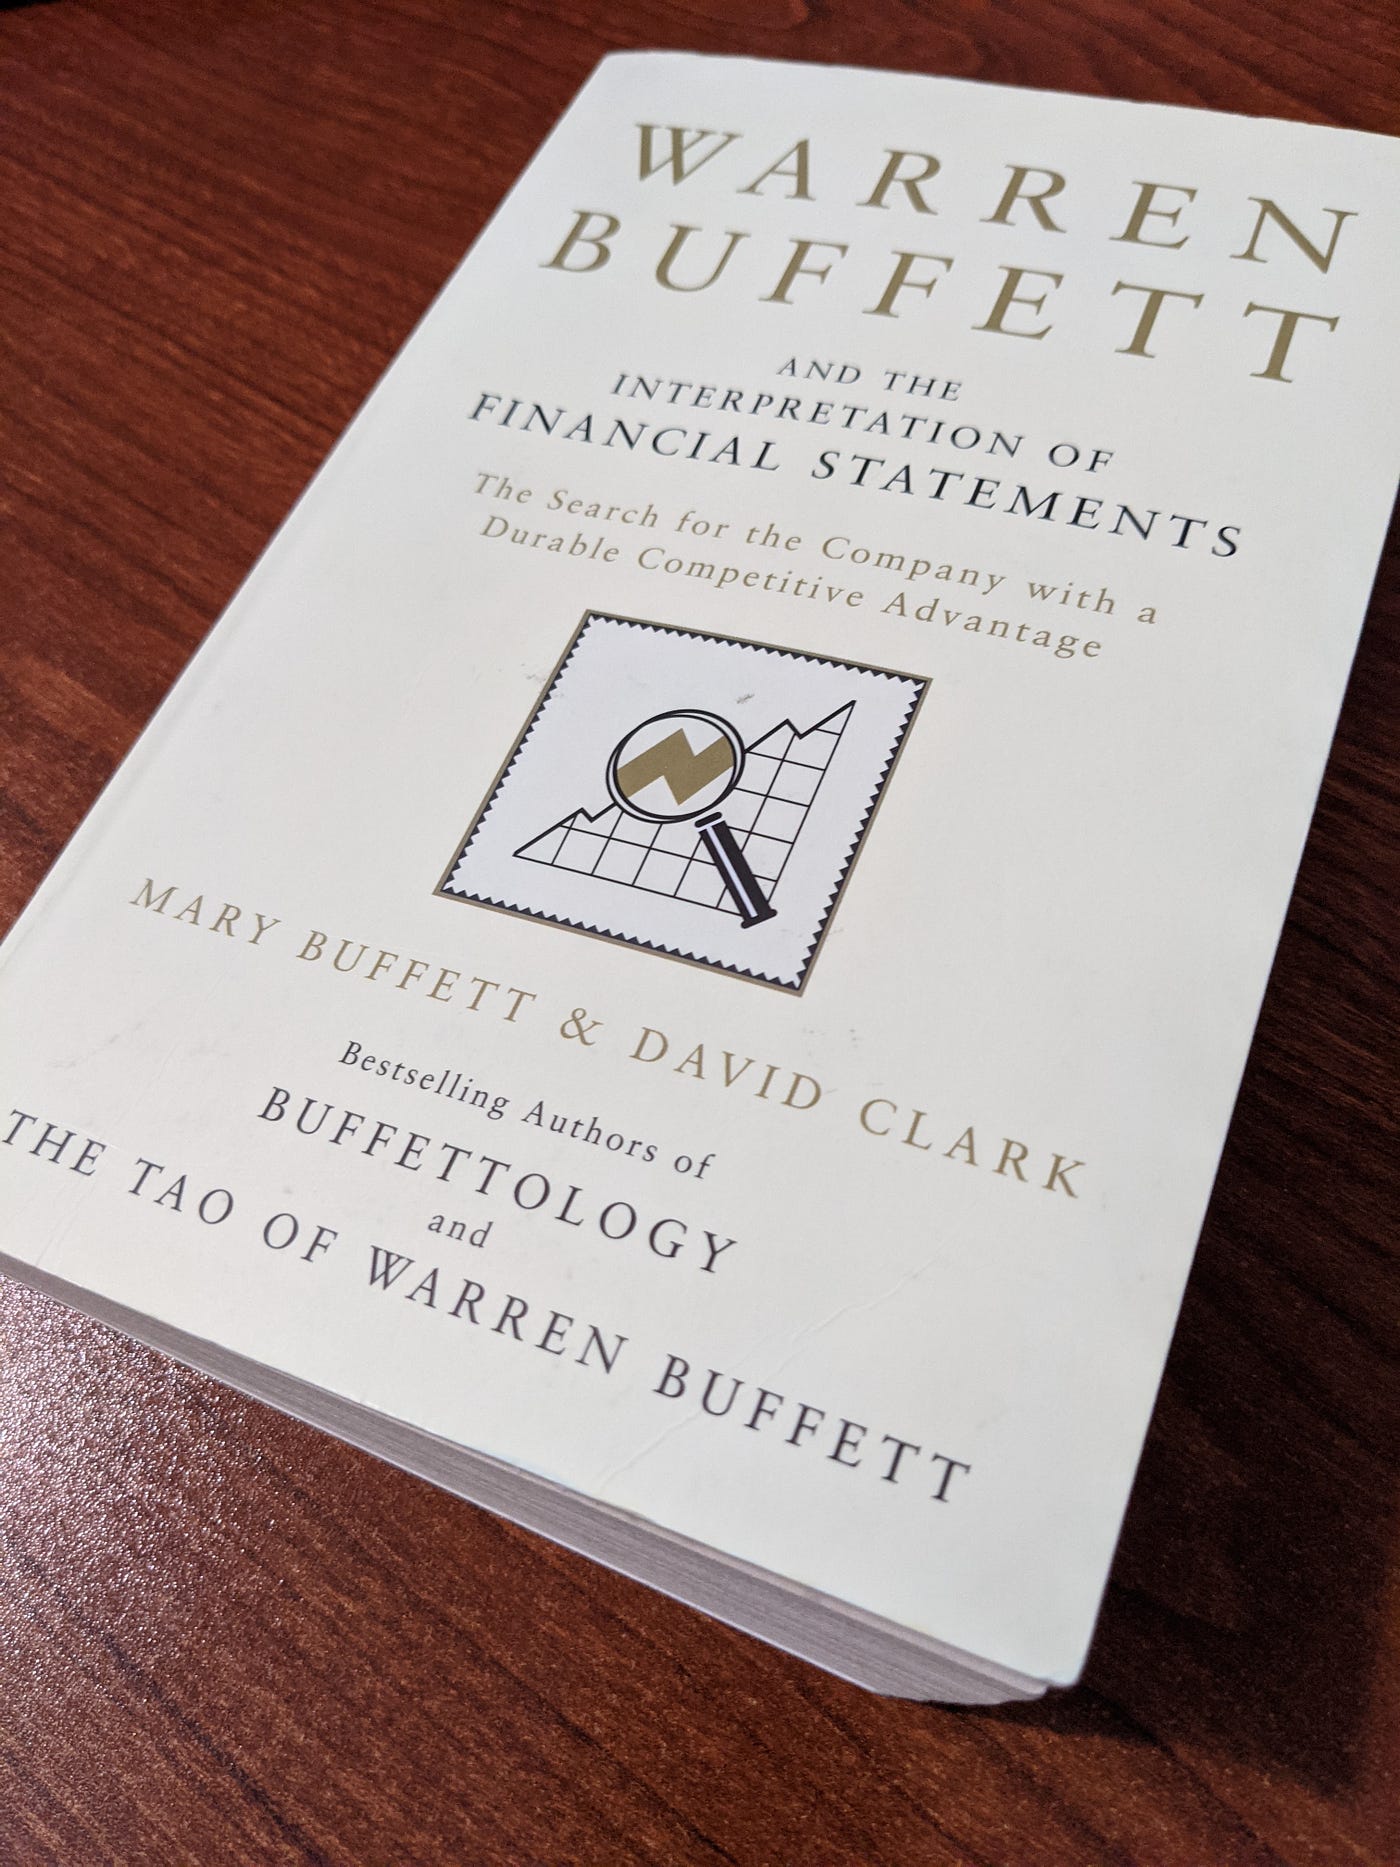 WARREN
BUFFETT
AND THE
INTERPRETATION OF
FINANCIAL STATEMENTS
The Search for the Company with a
Durable Competitive Advantage
MARY BUFFETT & DAVID CLARK
Bestselling Authors of
BUFFETTOLOGY
and
THE TAO OF WARREN BUFFETT